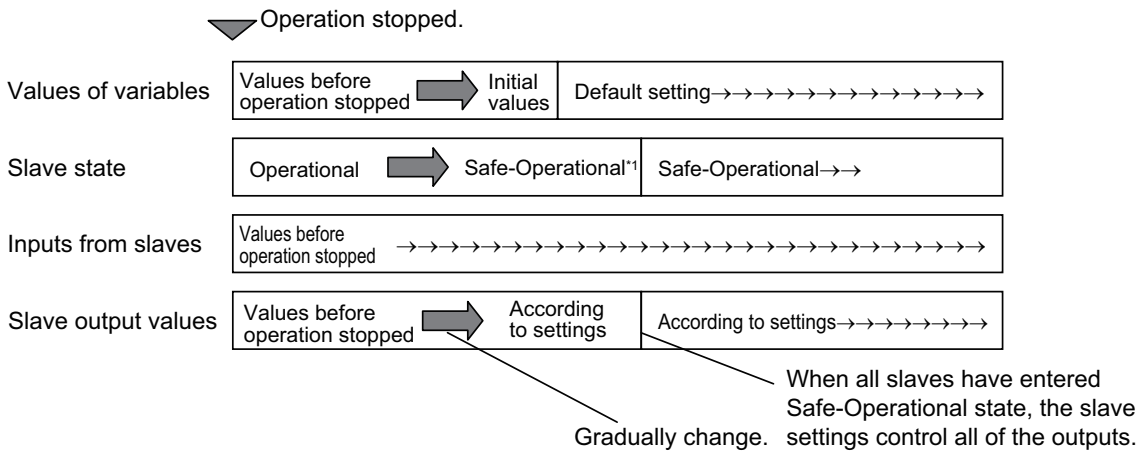 Operation stopped.
Values of variables
Values before
operation stopped
Initial
values
Default setting→→→→→→→→→→→→→
Slave state
Operational
Safe-Operational*1
Safe-Operational→→
Inputs from slaves
Values before
operation stopped
→→→→→→→→→→→→→→→→→→→→→→→→→→→→
Slave output values
Values before
operation stopped
According
to settings
According to settings→→→→→→→
When all slaves have entered
Safe-Operational state, the slave
settings control all of the outputs.
Gradually change.